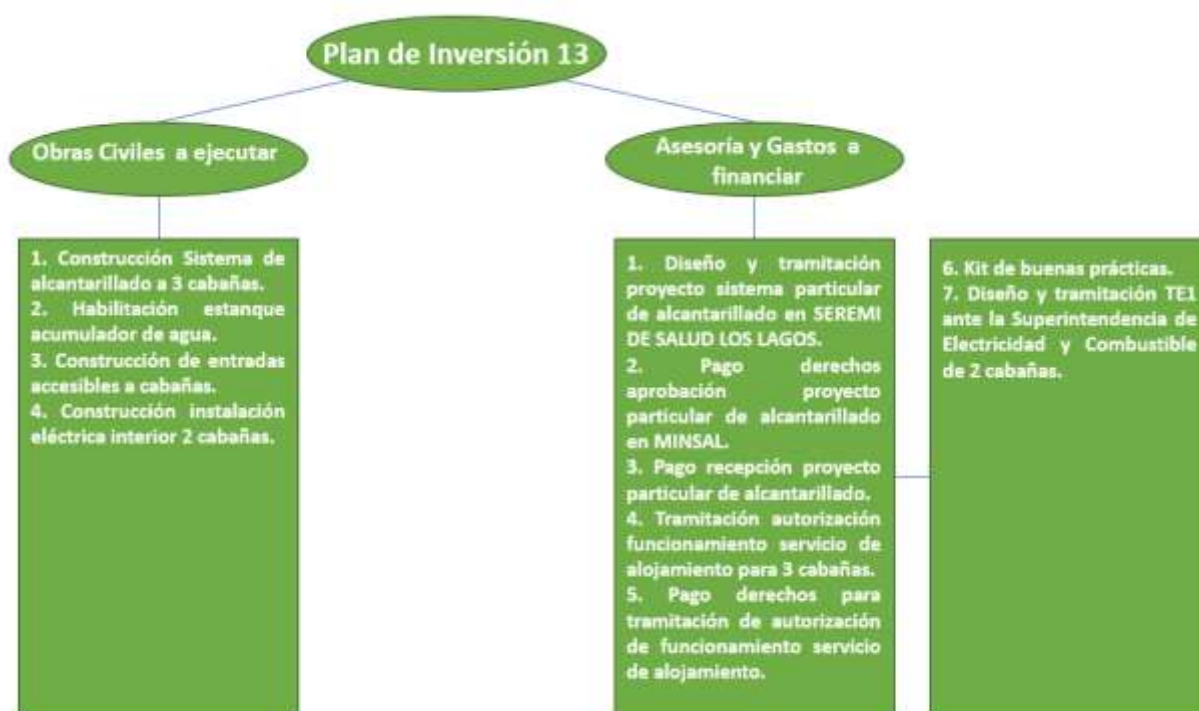 Plan de Inversión 13
Obras Civiles a ejecutar
1. Construcción Sistema de
alcantarillado a 3 cabañas.
2. Habilitación estanque
acumulador de agua.
3. Construcción de entradas
accesibles a cabañas.
4. Construcción instalación
eléctrica interior 2 cabañas.
Asesoría y Gastos a
financiar
1. Diseño y tramitación
proyecto sistema particular
de alcantarillado en SEREMI
DE SALUD LOS LAGOS.
2. Pago derechos
aprobación proyecto
particular de alcantarillado
en MINSAL.
3. Pago recepción proyecto
particular de alcantarillado.
4. Tramitación autorización
funcionamiento servicio de
alojamiento para 3 cabañas.
5. Pago derechos para
tramitación de autorización
de funcionamiento servicio
de alojamiento.
6. Kit de buenas prácticas.
7. Diseño y tramitación TE1
ante la Superintendencia de
Electricidad y Combustible
de 2 cabañas.